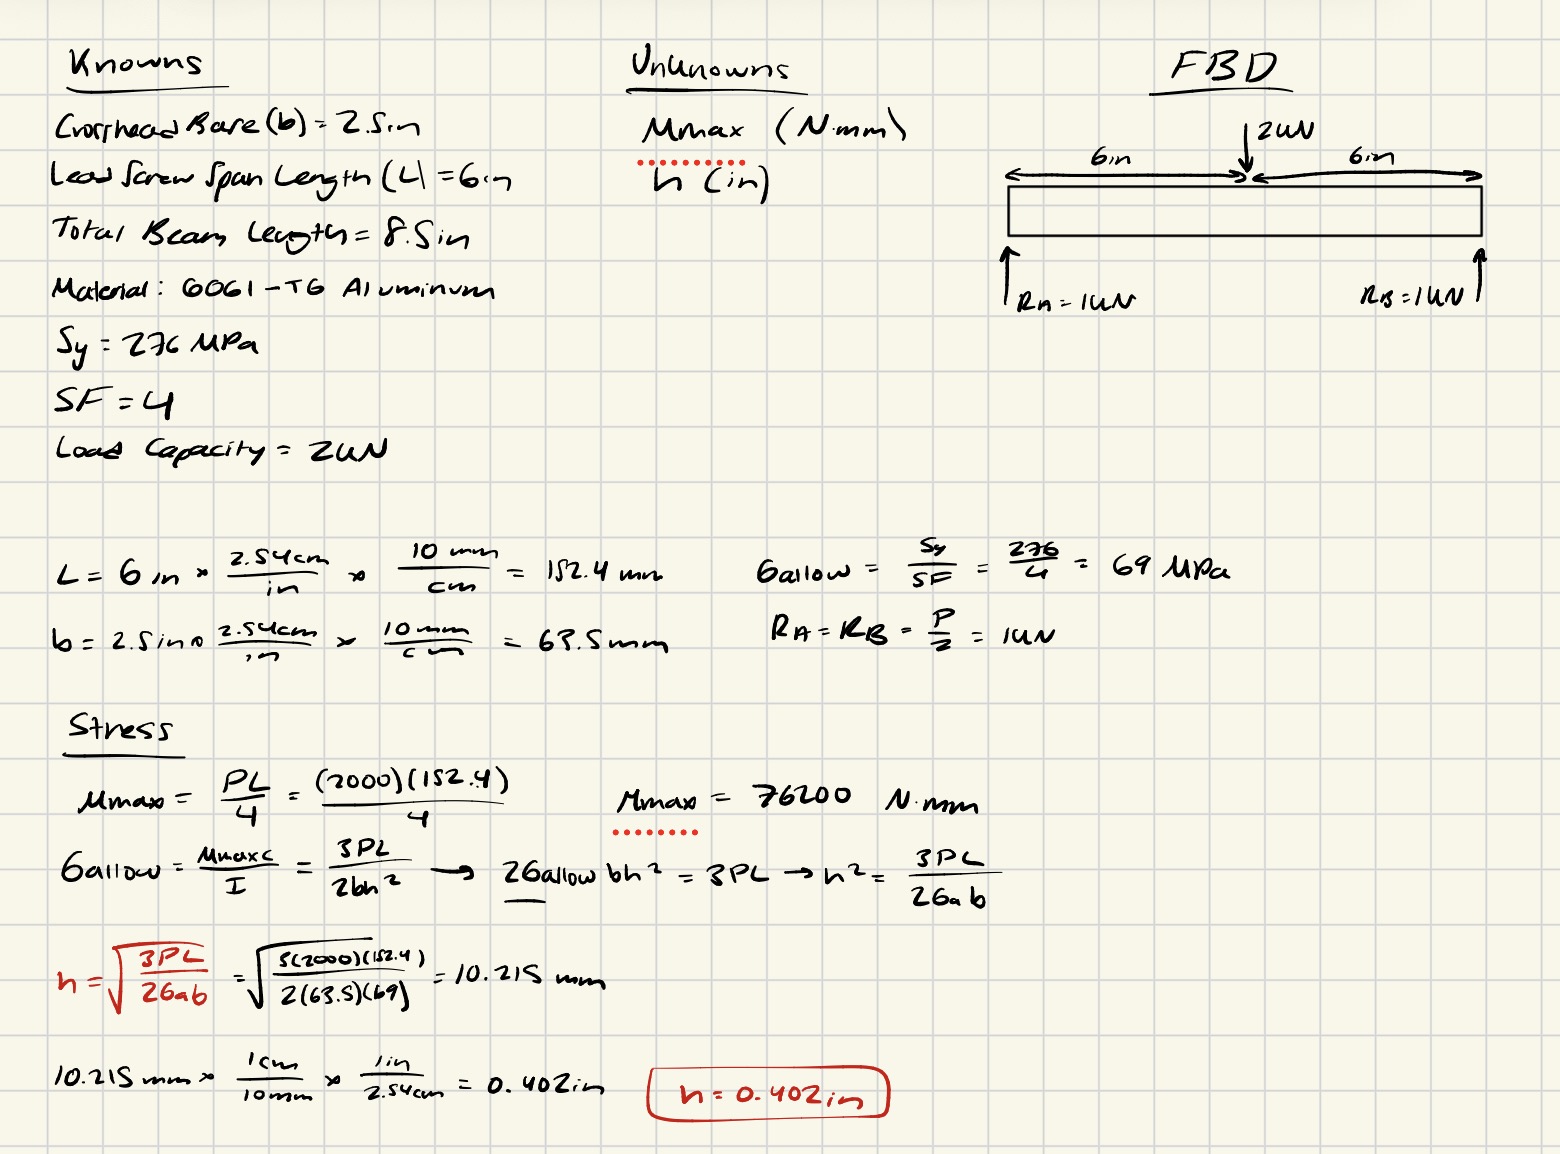 Knowns
Crosshead Base (b) = 2.5in
Lead Screw Span Length (L) = 6in
Total Beam Length = 8.5in
Material: 6061-T6 Aluminum
Sy = 276 MPa
SF = 4
Load Capacity = 2kN
Unknowns
Mmax (N·mm)
h (in)
FBD
2kN
6in 6in
RA = 1kN RB = 1kN
L = 6 in × 2.54cm/in × 10 mm/cm = 152.4 mm
b = 2.5in × 2.54cm/in × 10mm/cm = 63.5mm
σallow = Sy/SF = 276/4 = 69 MPa
RA = RB = P/2 = 1kN
Stress
Mmax = PL/4 = (2000)(152.4)/4 Mmax = 76200 N·mm
σallow = Mmaxc/I = 3PL/2bh² → 2σallow bh² = 3PL → h² = 3PL/2σab
h = √3PL/2σab = √3(2000)(152.4)/2(63.5)(69) = 10.215 mm
10.215 mm × 1cm/10mm × 1in/2.54cm = 0.402in h = 0.402in